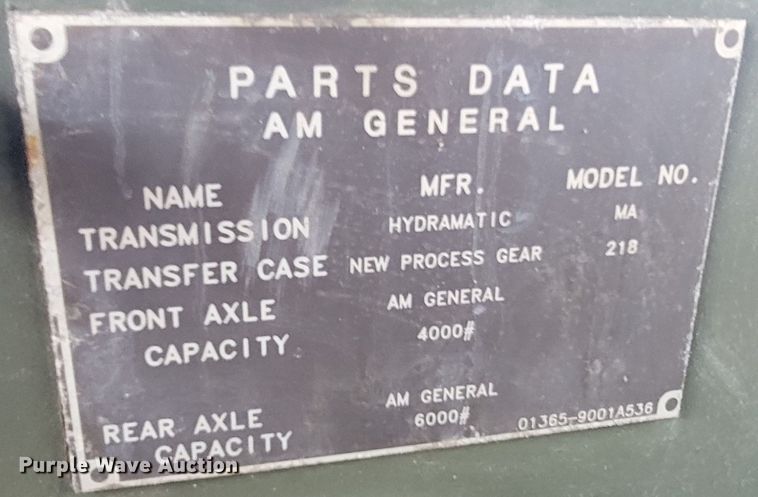 PARTS DATA
AM GENERAL
NAME MFR. MODEL NO.
TRANSMISSION HYDRAMATIC MA
TRANSFER CASE NEW PROCESS GEAR 218
FRONT AXLE AM GENERAL
CAPACITY 4000#
REAR AXLE AM GENERAL
CAPACITY 6000#
01365-9001A536
Purple Wave Auction